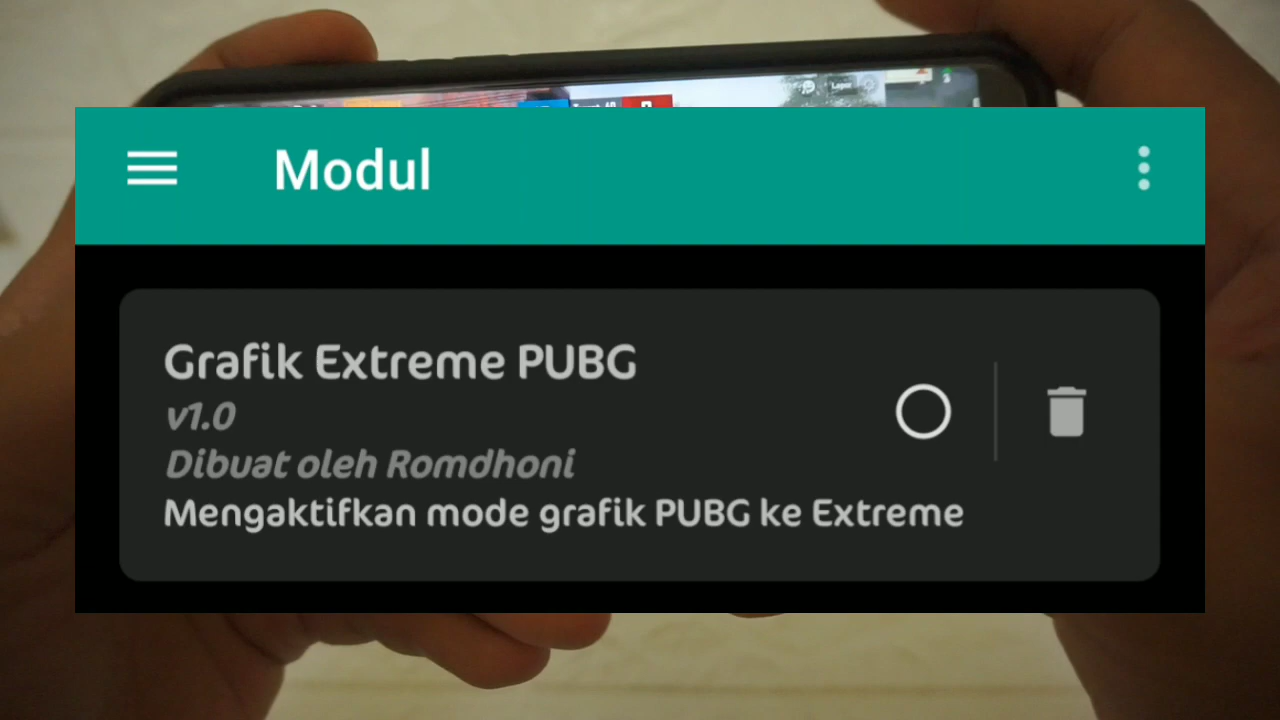 Modul
Grafik Extreme PUBG
v1.0
Dibuat oleh Romdhoni
Mengaktifkan mode grafik PUBG ke Extreme